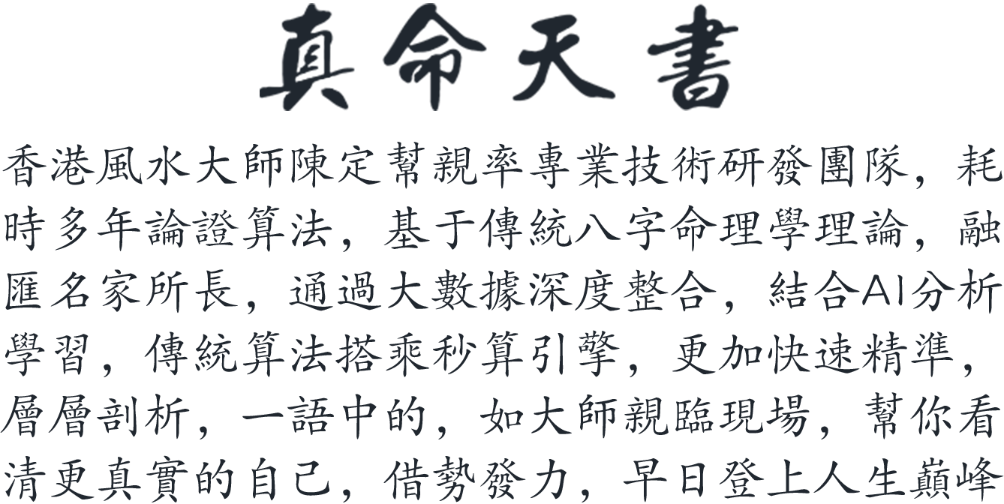 真命天書
香港風水大師陳定幫親率專業技術研發團隊，耗
時多年論證算法，基于傳統八字命理學理論，融
匯名家所長，通過大數據深度整合，結合AI分析
學習，傳統算法搭乘秒算引擎，更加快速精準，
層層剖析，一語中的，如大師親臨現場，幫你看
清更真實的自己，借勢發力，早日登上人生巔峰